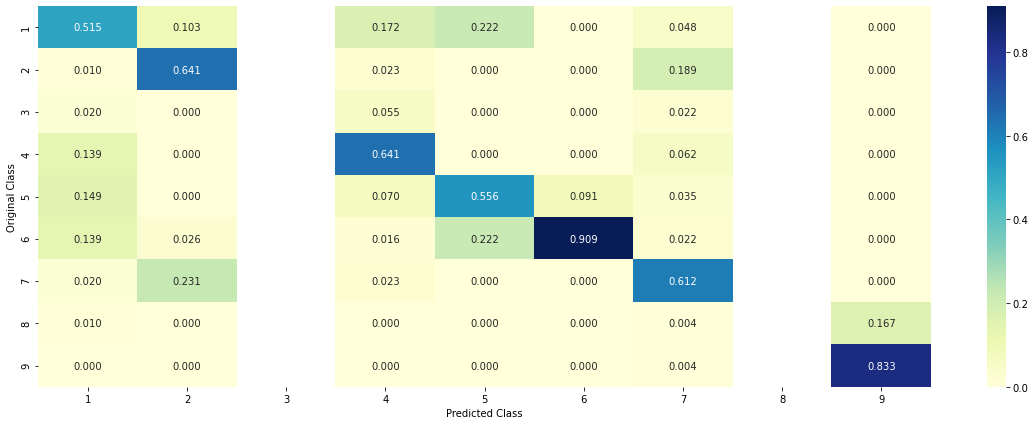 1 0.515 0.103 0.172 0.222 0.000 0.048 0.000
2 0.010 0.641 0.023 0.000 0.000 0.189 0.000
3 0.020 0.000 0.055 0.000 0.000 0.022 0.000
4 0.139 0.000 0.641 0.000 0.000 0.062 0.000
5 0.149 0.000 0.070 0.556 0.091 0.035 0.000
6 0.139 0.026 0.016 0.222 0.909 0.022 0.000
7 0.020 0.231 0.023 0.000 0.000 0.612 0.000
8 0.010 0.000 0.000 0.000 0.000 0.004 0.167
9 0.000 0.000 0.000 0.000 0.000 0.004 0.833
1 2 3 4 5 6 7 8 9
Predicted Class
Original Class
0.8
0.6
0.4
0.2
0.0